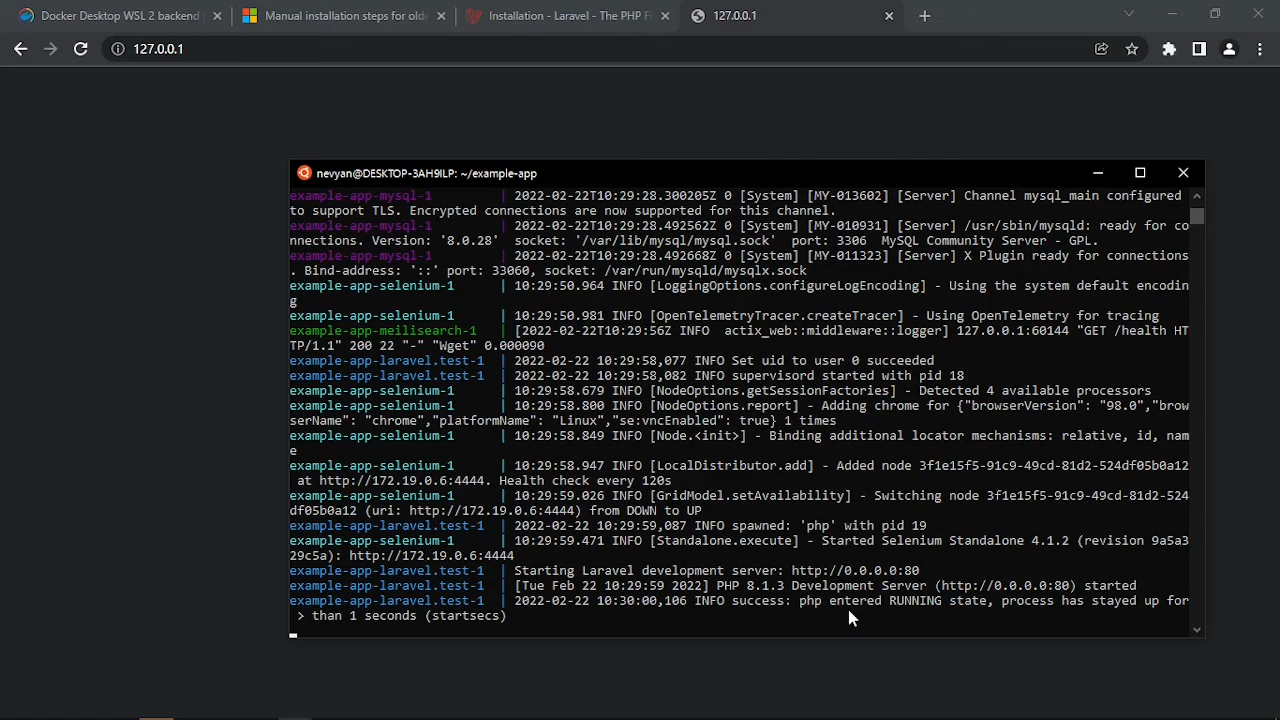 Docker Desktop WSL 2 backend
Manual installation steps for olde
Installation - Laravel - The PHP F
127.0.0.1
127.0.0.1
nevyan@DESKTOP-3AH9ILP: ~/example-app
example-app-mysql-1 | 2022-02-22T10:29:28.300205Z 0 [System] [MY-013602] [Server] Channel mysql_main configured
to support TLS. Encrypted connections are now supported for this channel.
example-app-mysql-1 | 2022-02-22T10:29:28.492562Z 0 [System] [MY-010931] [Server] /usr/sbin/mysqld: ready for co
nnections. Version: '8.0.28' socket: '/var/lib/mysql/mysql.sock' port: 3306 MySQL Community Server - GPL.
example-app-mysql-1 | 2022-02-22T10:29:28.492668Z 0 [System] [MY-011323] [Server] X Plugin ready for connections
. Bind-address: '::' port: 33060, socket: /var/run/mysqld/mysqlx.sock
example-app-selenium-1 | 10:29:50.964 INFO [LoggingOptions.configureLogEncoding] - Using the system default encodin
g
example-app-selenium-1 | 10:29:50.981 INFO [OpenTelemetryTracer.createTracer] - Using OpenTelemetry for tracing
example-app-meilisearch-1 | [2022-02-22T10:29:56Z INFO actix_web::middleware::logger] 127.0.0.1:60144 "GET /health HT
TP/1.1" 200 22 "-" "Wget" 0.000090
example-app-laravel.test-1 | 2022-02-22 10:29:58,077 INFO Set uid to user 0 succeeded
example-app-laravel.test-1 | 2022-02-22 10:29:58,082 INFO supervisord started with pid 18
example-app-selenium-1 | 10:29:58.679 INFO [NodeOptions.getSessionFactories] - Detected 4 available processors
example-app-selenium-1 | 10:29:58.800 INFO [NodeOptions.report] - Adding chrome for {"browserVersion": "98.0","brow
serName": "chrome","platformName": "Linux","se:vncEnabled": true} 1 times
example-app-selenium-1 | 10:29:58.849 INFO [Node.<init>] - Binding additional locator mechanisms: relative, id, nam
e
example-app-selenium-1 | 10:29:58.947 INFO [LocalDistributor.add] - Added node 3f1e15f5-91c9-49cd-81d2-524df05b0a12
at http://172.19.0.6:4444. Health check every 120s
example-app-selenium-1 | 10:29:59.026 INFO [GridModel.setAvailability] - Switching node 3f1e15f5-91c9-49cd-81d2-524
df05b0a12 (uri: http://172.19.0.6:4444) from DOWN to UP
example-app-laravel.test-1 | 2022-02-22 10:29:59,087 INFO spawned: 'php' with pid 19
example-app-selenium-1 | 10:29:59.471 INFO [Standalone.execute] - Started Selenium Standalone 4.1.2 (revision 9a5a3
29c5a): http://172.19.0.6:4444
example-app-laravel.test-1 | Starting Laravel development server: http://0.0.0.0:80
example-app-laravel.test-1 | [Tue Feb 22 10:29:59 2022] PHP 8.1.3 Development Server (http://0.0.0.0:80) started
example-app-laravel.test-1 | 2022-02-22 10:30:00,106 INFO success: php entered RUNNING state, process has stayed up for
> than 1 seconds (startsecs)